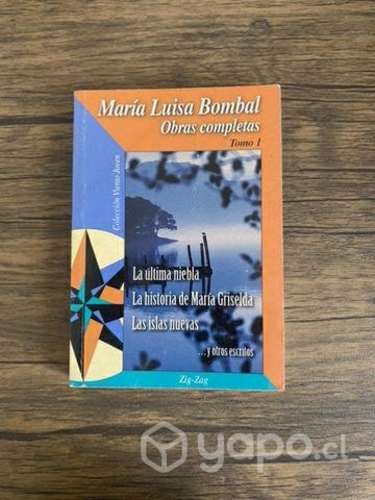 María Luisa Bombal
Obras completas
Tomo 1
Colección Viento Joven
La última niebla
La historia de María Griselda
Las islas nuevas
...y otros escritos
Zig-Zag
yapo.cl